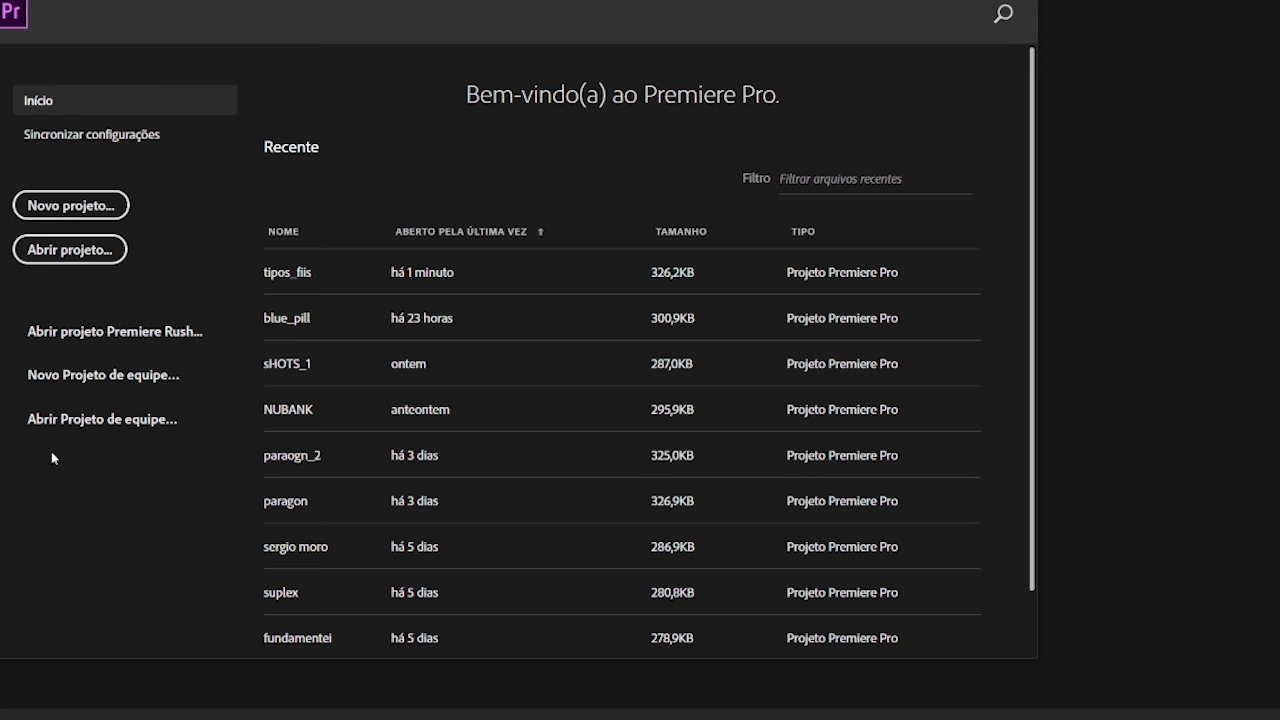 Pr
Início
Sincronizar configurações
Novo projeto...
Abrir projeto...
Abrir projeto Premiere Rush...
Novo Projeto de equipe...
Abrir Projeto de equipe...
Bem-vindo(a) ao Premiere Pro.
Recente
Filtro Filtrar arquivos recentes
NOME ABERTO PELA ÚLTIMA VEZ ↑ TAMANHO TIPO
tipos_fiis há 1 minuto 326,2KB Projeto Premiere Pro
blue_pill há 23 horas 300,9KB Projeto Premiere Pro
sHOTS_1 ontem 287,0KB Projeto Premiere Pro
NUBANK anteontem 295,9KB Projeto Premiere Pro
paraogn_2 há 3 dias 325,0KB Projeto Premiere Pro
paragon há 3 dias 326,9KB Projeto Premiere Pro
sergio moro há 5 dias 286,9KB Projeto Premiere Pro
suplex há 5 dias 280,8KB Projeto Premiere Pro
fundamentei há 5 dias 278,9KB Projeto Premiere Pro